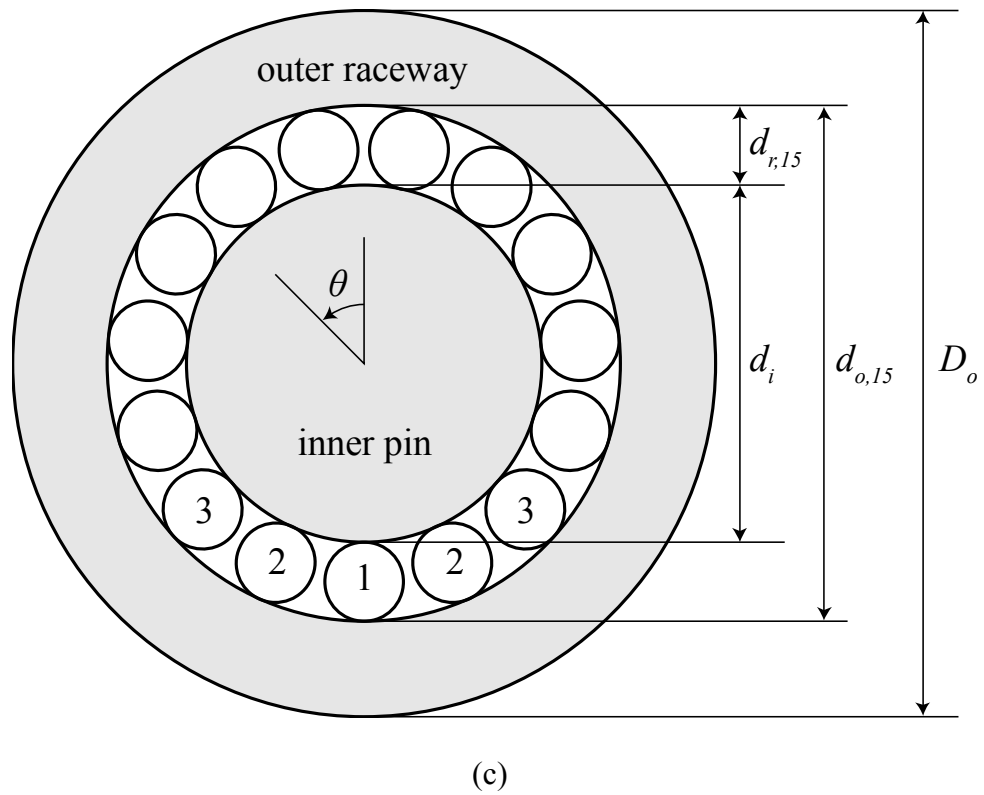 outer raceway
d_{r,15}
θ
d_i
d_{o,15}
D_o
inner pin
3
3
2
2
1
(c)